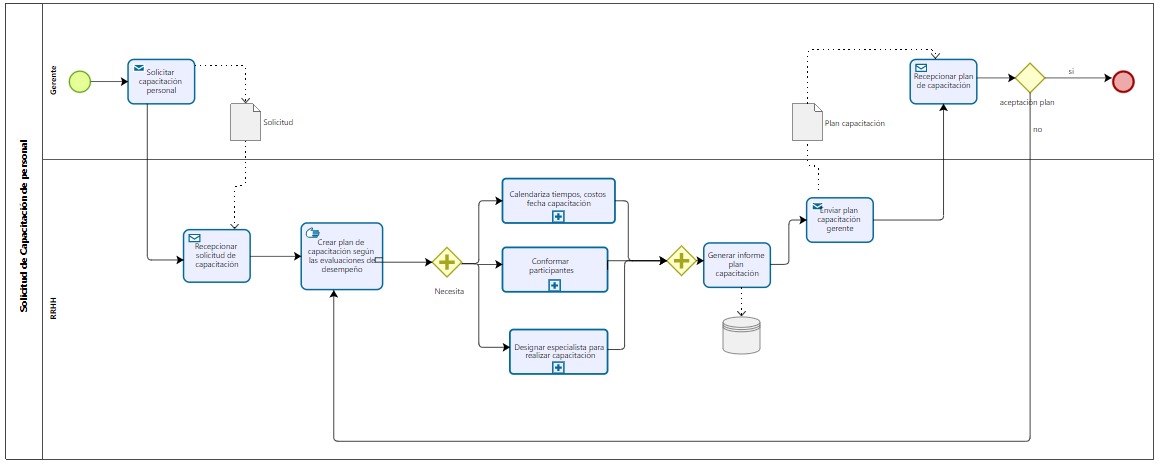 Solicitud de Capacitacion de personal
Gerente
Solicitar
capacitación
personal
Solicitud
Plan capacitación
Recepcionar plan
de capacitación
aceptación plan
si
no
RRHH
Recepcionar
solicitud de
capacitación
Crear plan de
capacitación según
las evaluaciones de
desempeño
Necesita
Calendariza tiempos, costos
fecha capacitación
Conformar
participantes
Designar especialista para
realizar capacitación
Generar informe
plan
capacitación
Enviar plan
capacitación
gerente